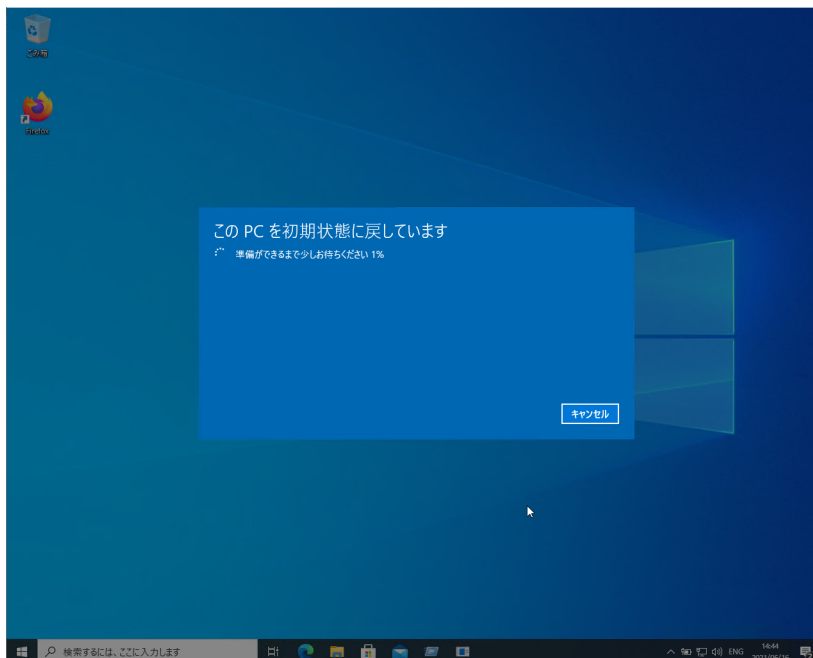 ごみ箱
Firefox
この PC を初期状態に戻しています
準備ができるまで少しお待ちください 1%
キャンセル
検索するには、ここに入力します
ENG
14:44
2021/06/16